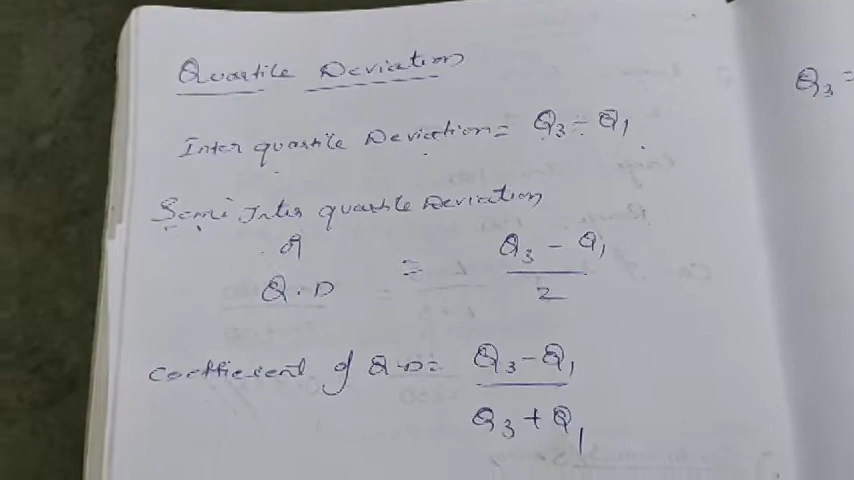 Quartile Deviation
Inter quartile Deviation = Q₃ - Q₁
Semi Inter quartile Deviation
or
Q.D = (Q₃ - Q₁) / 2
coefficient of Q.D = (Q₃ - Q₁) / (Q₃ + Q₁)
Q₃ =